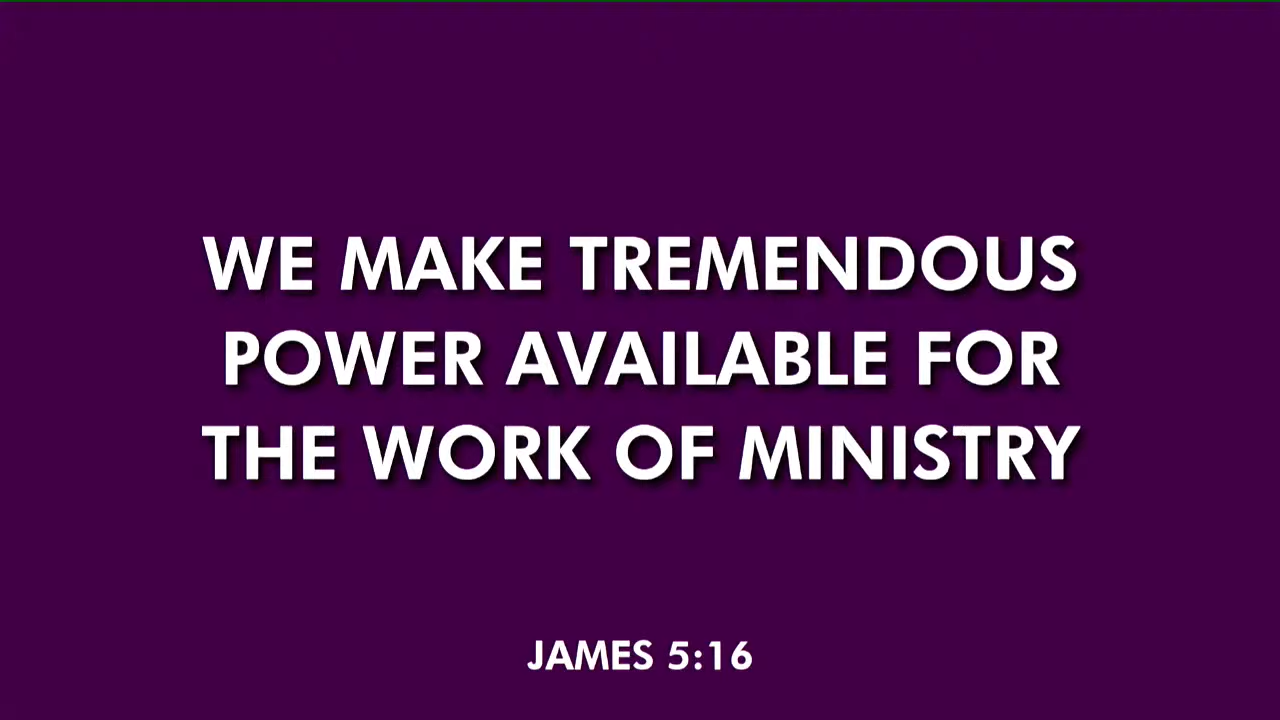 WE MAKE TREMENDOUS
POWER AVAILABLE FOR
THE WORK OF MINISTRY
JAMES 5:16